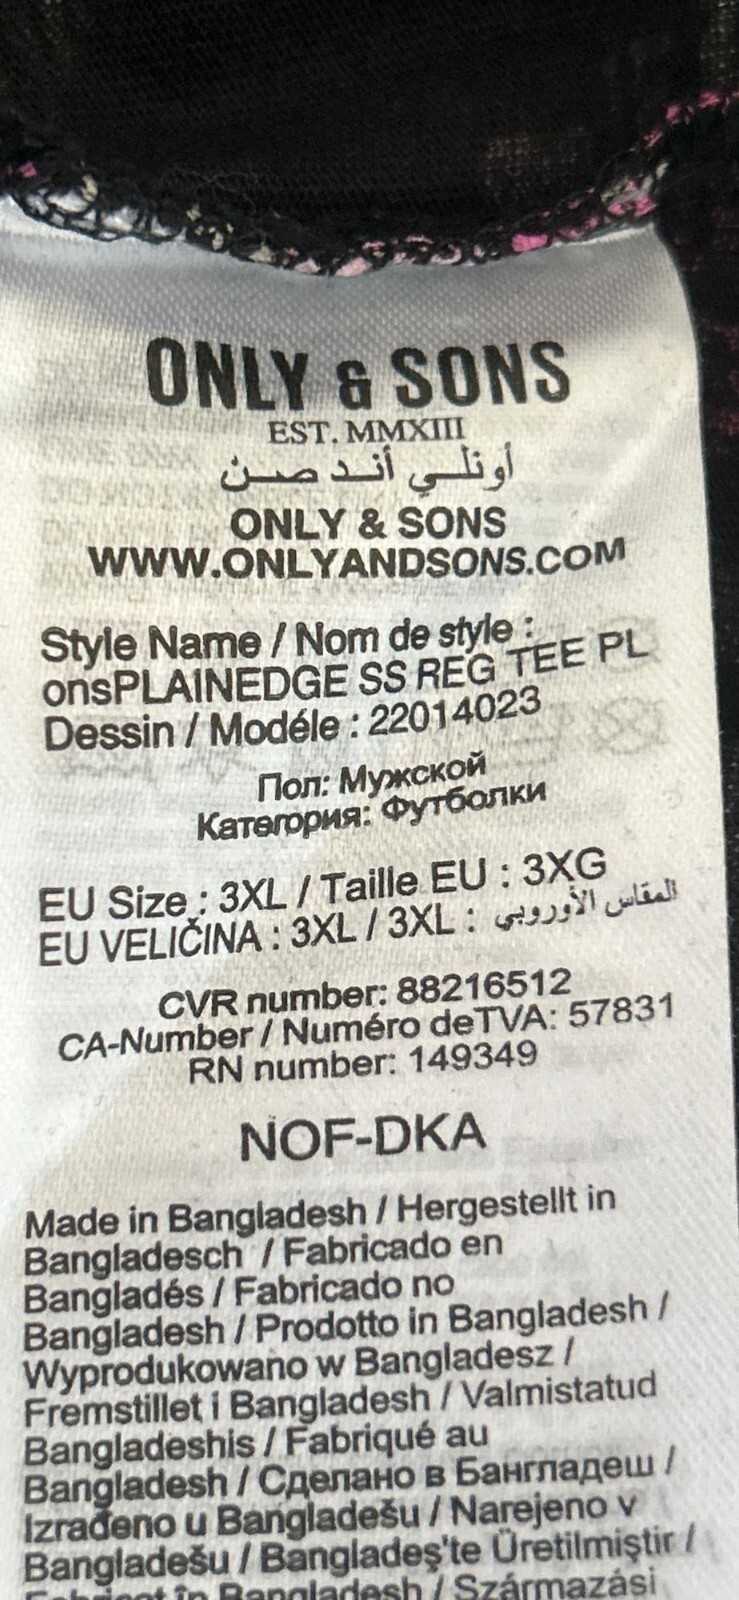 ONLY & SONS
EST. MMXIII
أونلي أند صن
ONLY & SONS
WWW.ONLYANDSONS.COM
Style Name / Nom de style :
onsPLAINEDGE SS REG TEE PL
Dessin / Modéle : 22014023
Пол: Мужской
Категория: Футболки
EU Size : 3XL / Taille EU : 3XG
EU VELIČINA : 3XL / 3XL : المقاس الأوروبي
CVR number: 88216512
CA-Number / Numéro deTVA: 57831
RN number: 149349
NOF-DKA
Made in Bangladesh / Hergestellt in
Bangladesch / Fabricado en
Bangladés / Fabricado no
Bangladesh / Prodotto in Bangladesh /
Wyprodukowano w Bangladesz /
Fremstillet i Bangladesh / Valmistatud
Bangladeshis / Fabriqué au
Bangladesh / Сделано в Бангладеш /
Izrađeno u Bangladešu / Narejeno v
Bangladešu / Bangladeş'te Üretilmiştir /
Fabricat în Bangladesh / Származási